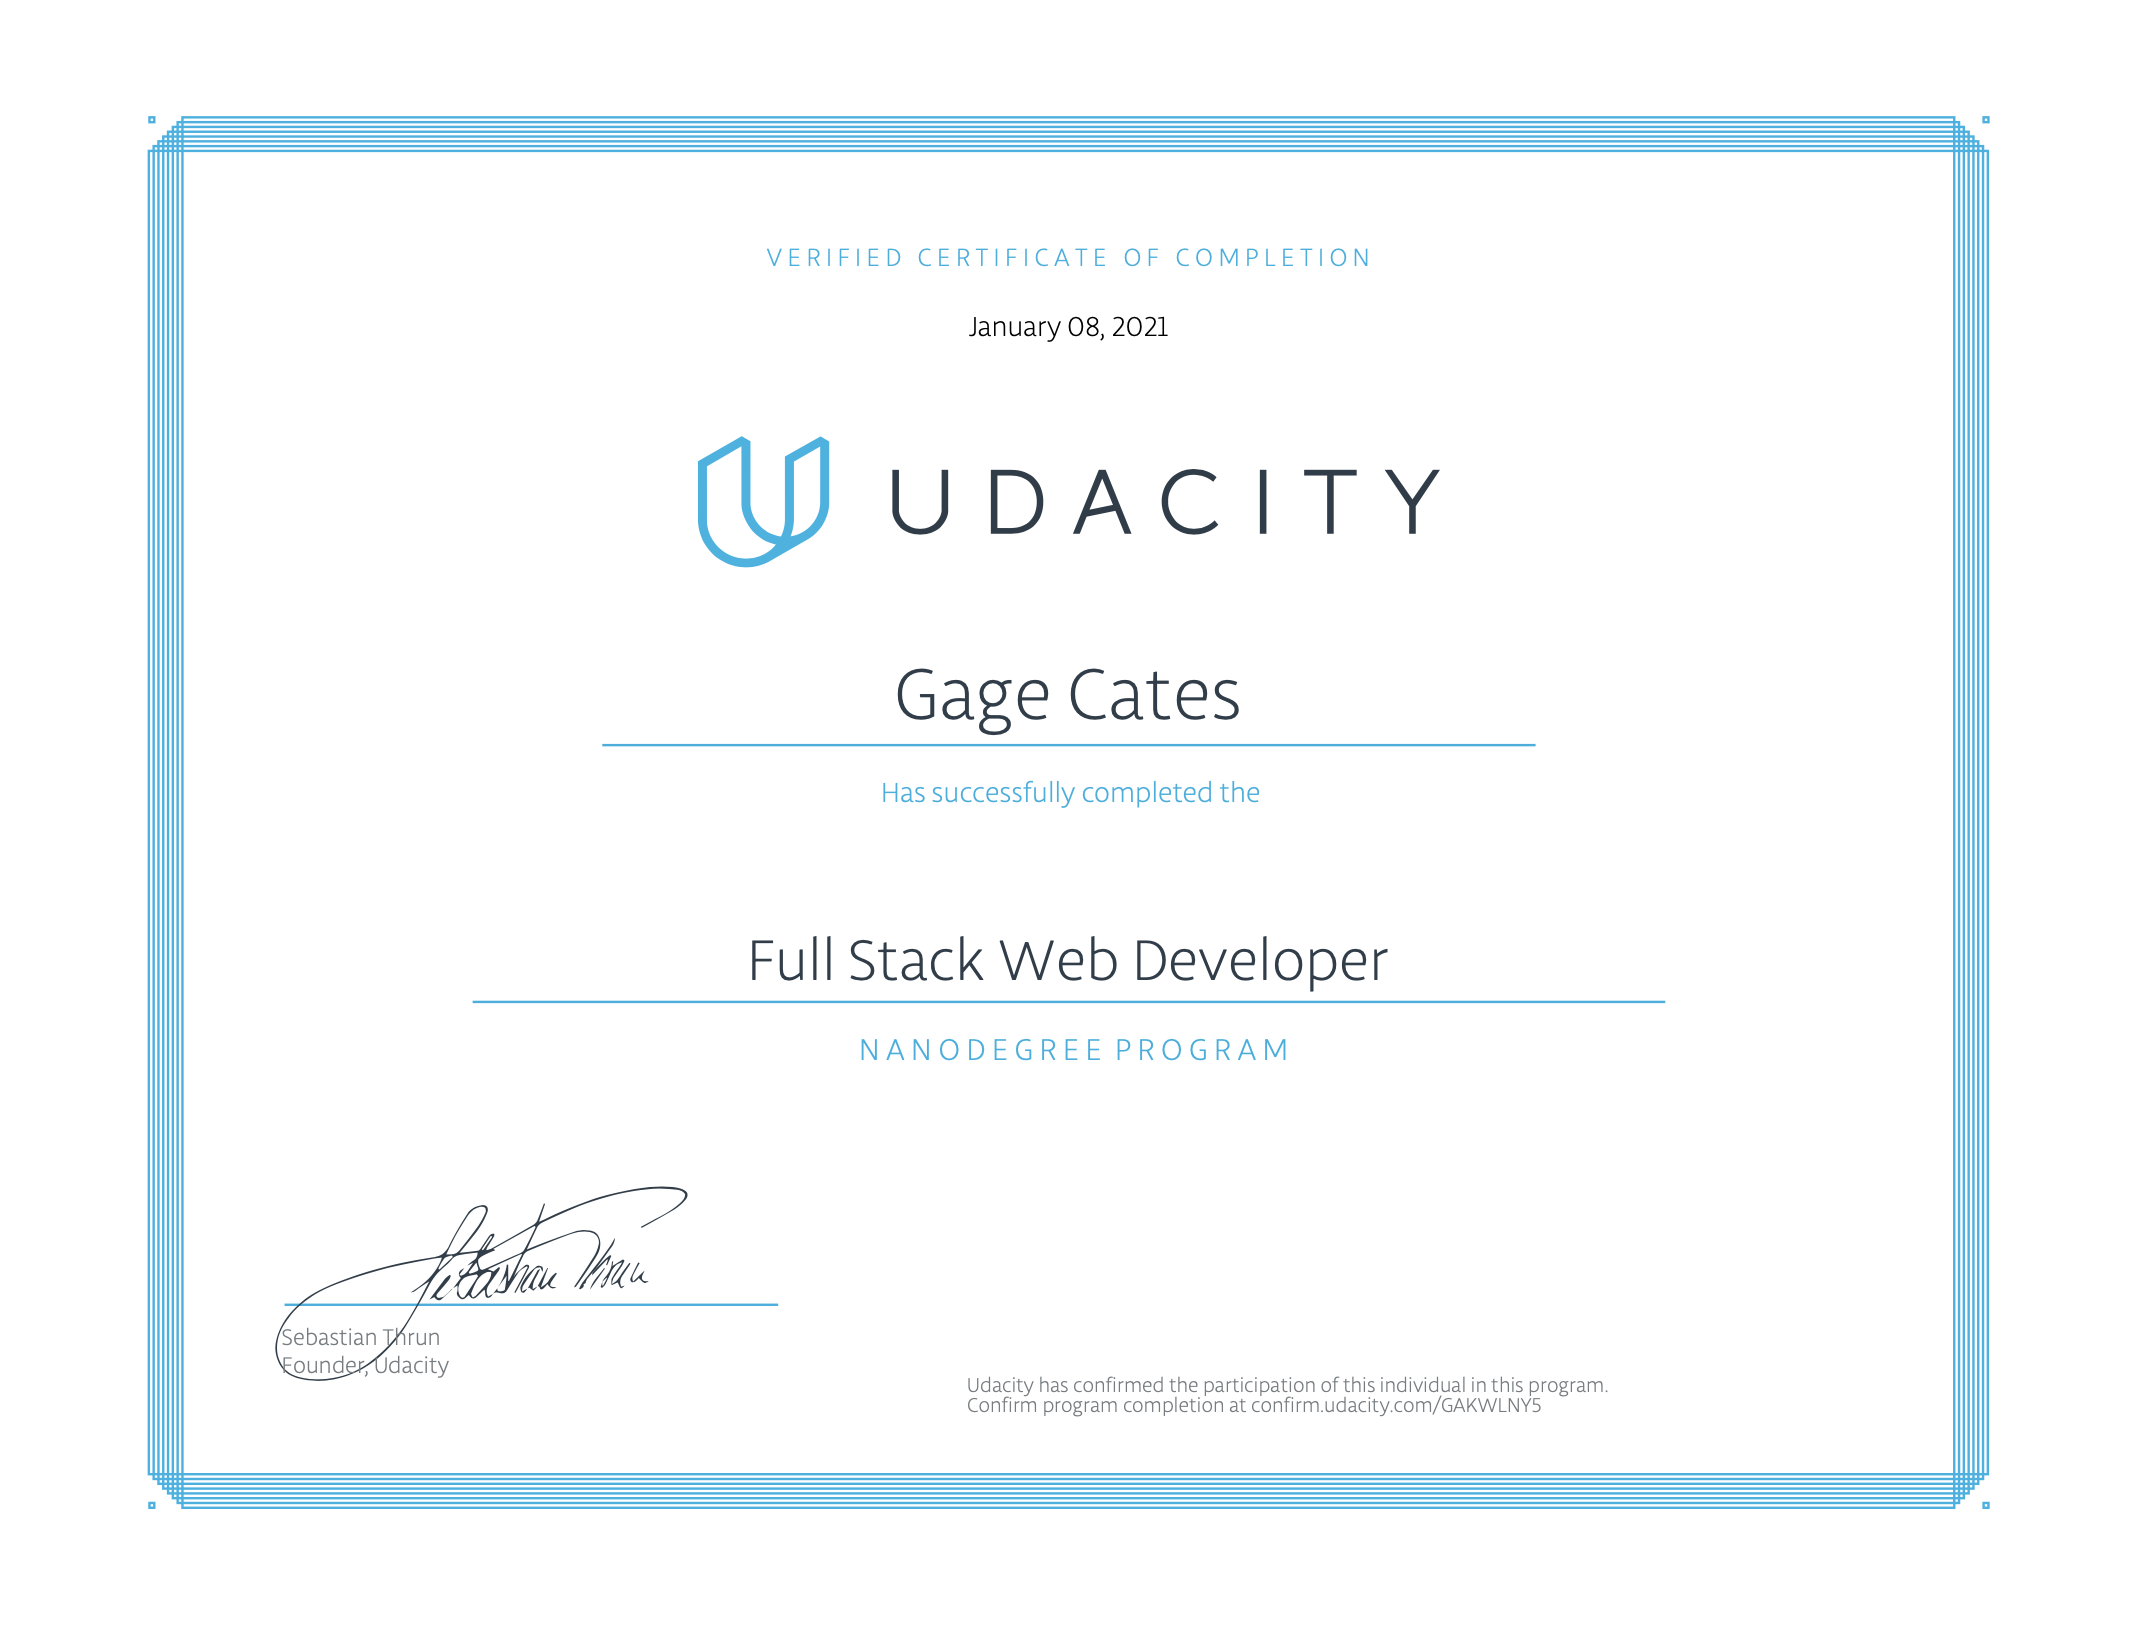 VERIFIED CERTIFICATE OF COMPLETION
January 08, 2021
UDACITY
Gage Cates
Has successfully completed the
Full Stack Web Developer
NANODEGREE PROGRAM
Sebastian Thrun
Sebastian Thrun
Founder, Udacity
Udacity has confirmed the participation of this individual in this program.
Confirm program completion at confirm.udacity.com/GAKWLNY5